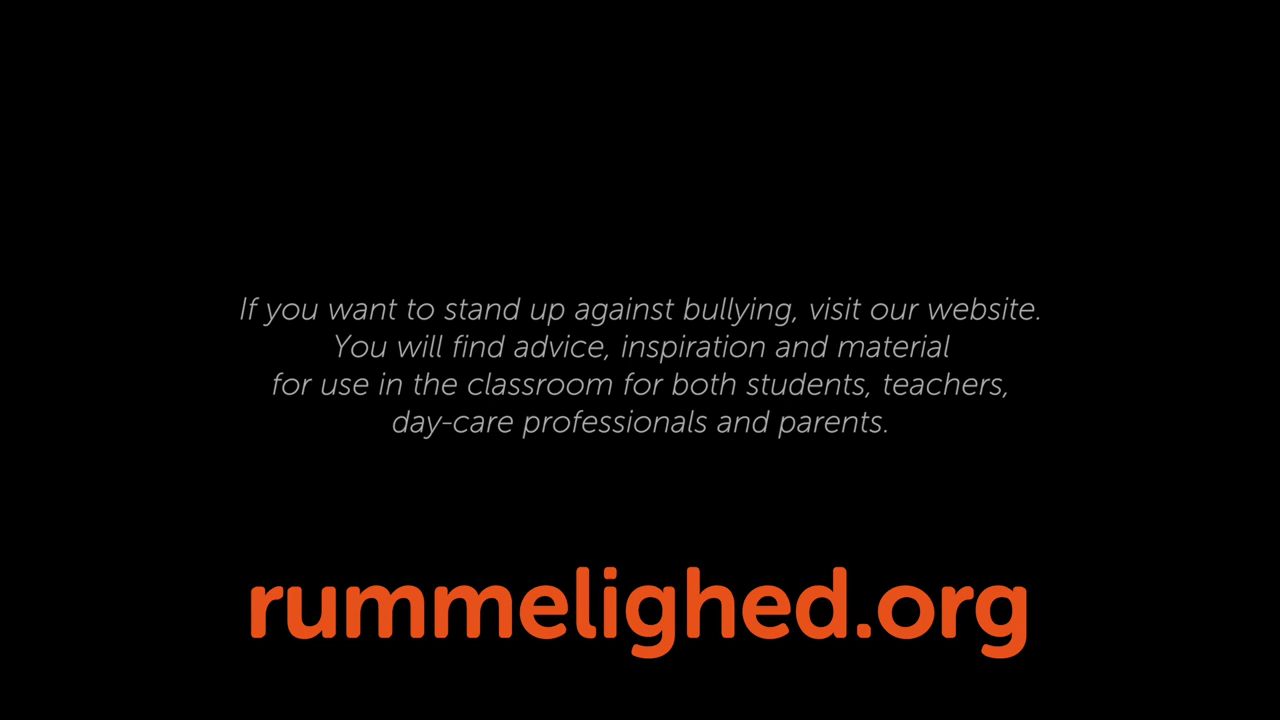 If you want to stand up against bullying, visit our website.
You will find advice, inspiration and material
for use in the classroom for both students, teachers,
day-care professionals and parents.
rummelighed.org